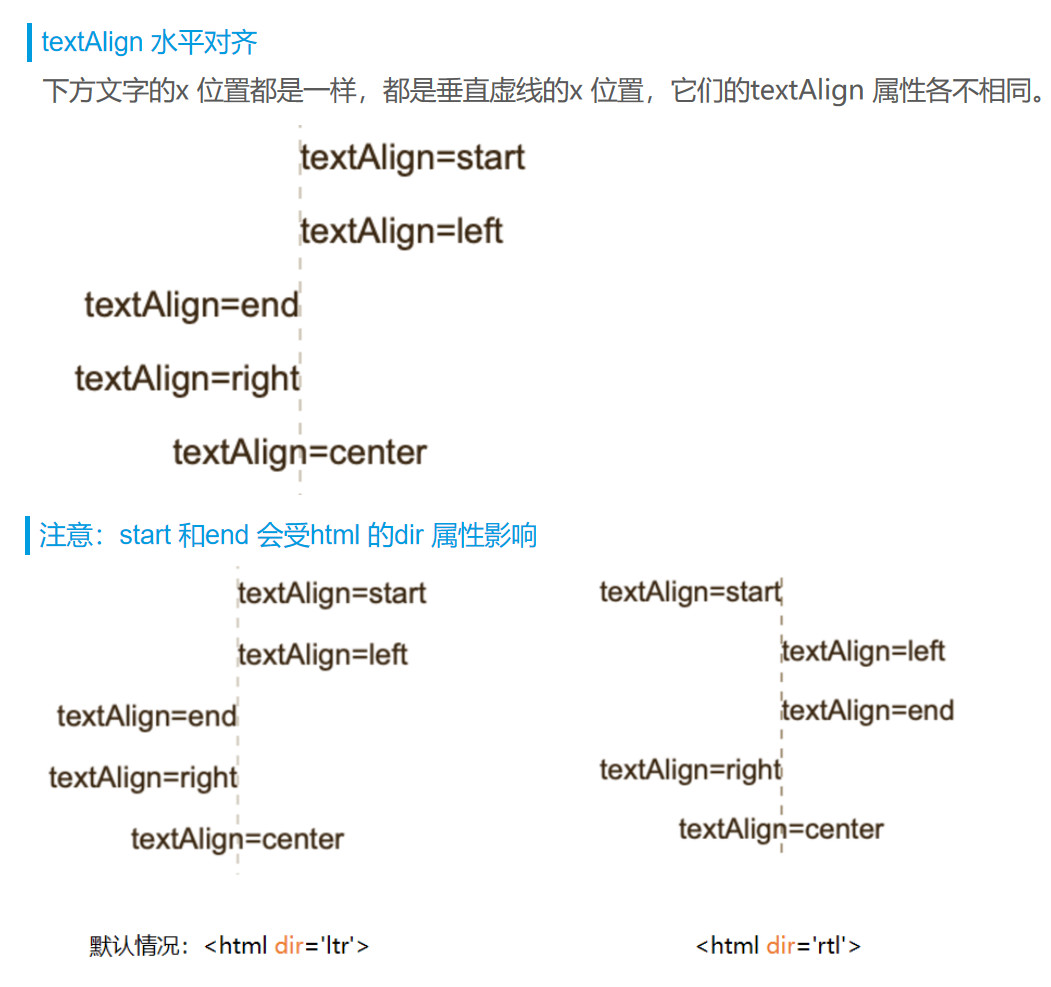 textAlign 水平对齐
下方文字的x 位置都是一样，都是垂直虚线的x 位置，它们的textAlign 属性各不相同。
textAlign=start
textAlign=left
textAlign=end
textAlign=right
textAlign=center
注意：start 和end 会受html 的dir 属性影响
textAlign=start
textAlign=left
textAlign=end
textAlign=right
textAlign=center
默认情况：<html dir='ltr'>
textAlign=start
textAlign=left
textAlign=end
textAlign=right
textAlign=center
<html dir='rtl'>